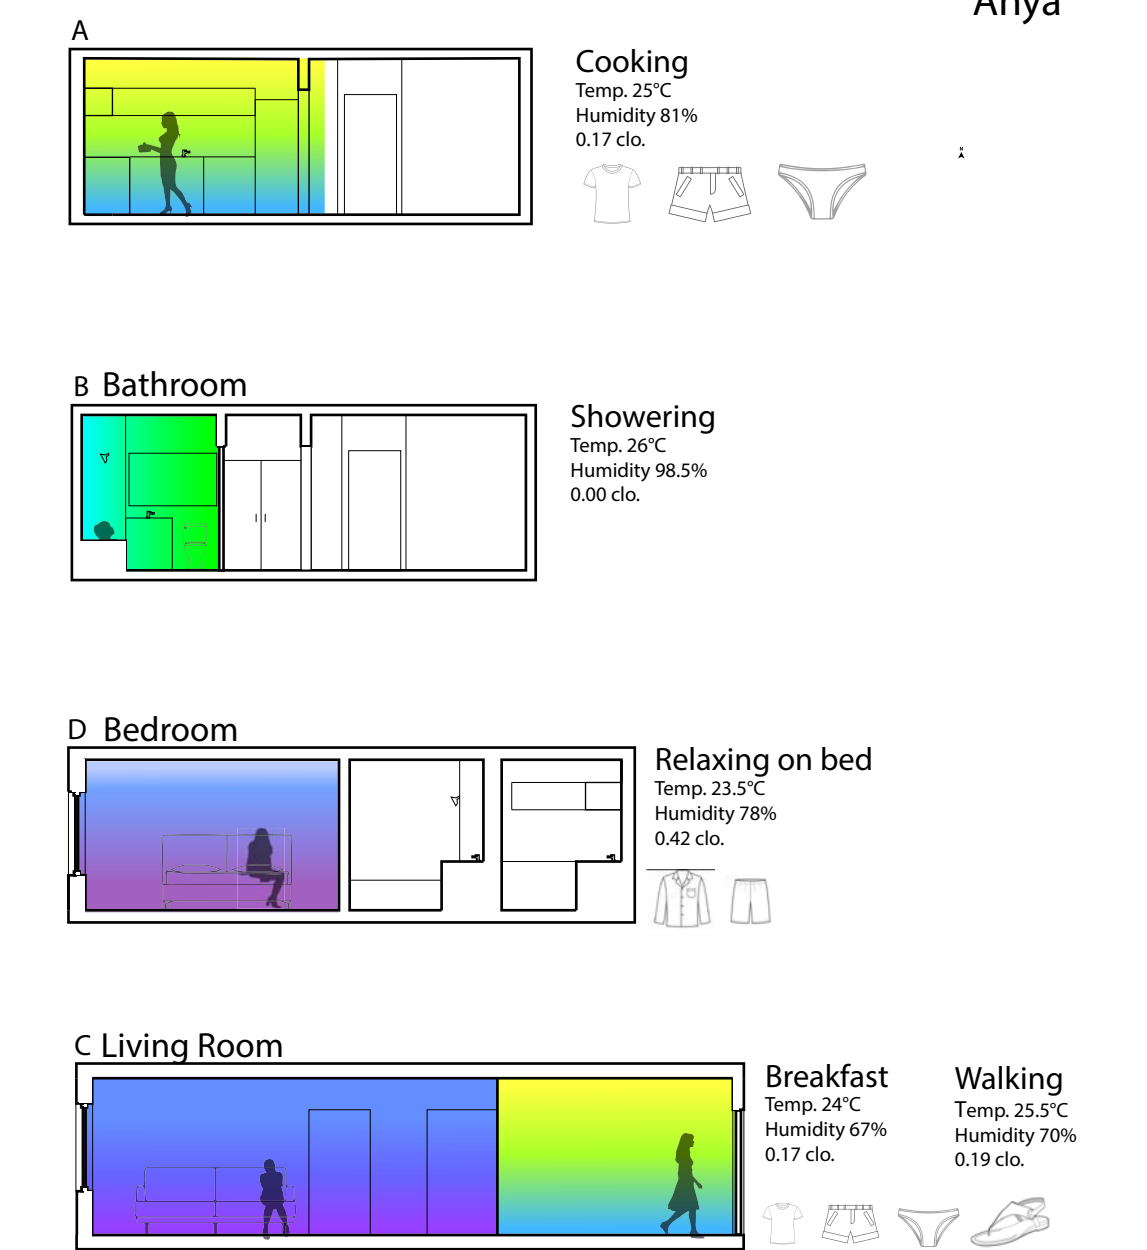 Anya
A
Cooking
Temp. 25°C
Humidity 81%
0.17 clo.
N
B Bathroom
Showering
Temp. 26°C
Humidity 98.5%
0.00 clo.
D Bedroom
Relaxing on bed
Temp. 23.5°C
Humidity 78%
0.42 clo.
C Living Room
Breakfast
Temp. 24°C
Humidity 67%
0.17 clo.
Walking
Temp. 25.5°C
Humidity 70%
0.19 clo.